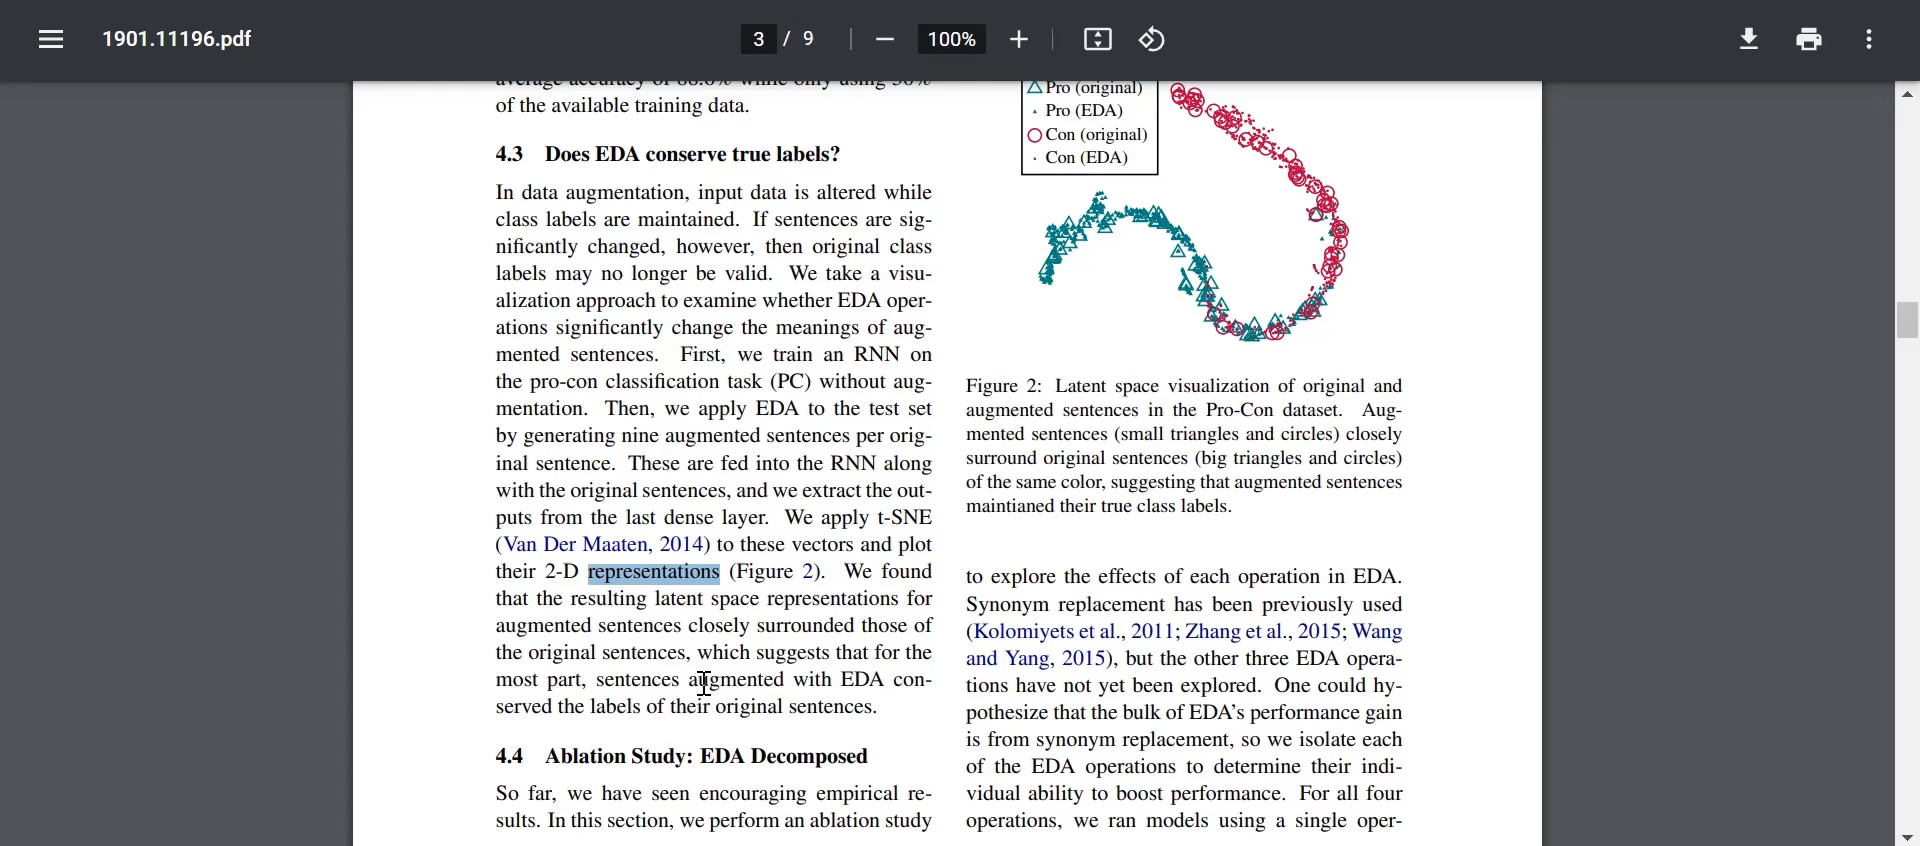 1901.11196.pdf
3 / 9
100%
average accuracy of 88.6% while only using 50%
of the available training data.
4.3 Does EDA conserve true labels?
In data augmentation, input data is altered while
class labels are maintained. If sentences are sig-
nificantly changed, however, then original class
labels may no longer be valid. We take a visu-
alization approach to examine whether EDA oper-
ations significantly change the meanings of aug-
mented sentences. First, we train an RNN on
the pro-con classification task (PC) without aug-
mentation. Then, we apply EDA to the test set
by generating nine augmented sentences per orig-
inal sentence. These are fed into the RNN along
with the original sentences, and we extract the out-
puts from the last dense layer. We apply t-SNE
(Van Der Maaten, 2014) to these vectors and plot
their 2-D representations (Figure 2). We found
that the resulting latent space representations for
augmented sentences closely surrounded those of
the original sentences, which suggests that for the
most part, sentences augmented with EDA con-
served the labels of their original sentences.
4.4 Ablation Study: EDA Decomposed
So far, we have seen encouraging empirical re-
sults. In this section, we perform an ablation study
Pro (original)
Pro (EDA)
Con (original)
Con (EDA)
Figure 2: Latent space visualization of original and
augmented sentences in the Pro-Con dataset. Aug-
mented sentences (small triangles and circles) closely
surround original sentences (big triangles and circles)
of the same color, suggesting that augmented sentences
maintianed their true class labels.
to explore the effects of each operation in EDA.
Synonym replacement has been previously used
(Kolomiyets et al., 2011; Zhang et al., 2015; Wang
and Yang, 2015), but the other three EDA opera-
tions have not yet been explored. One could hy-
pothesize that the bulk of EDA's performance gain
is from synonym replacement, so we isolate each
of the EDA operations to determine their indi-
vidual ability to boost performance. For all four
operations, we ran models using a single oper-